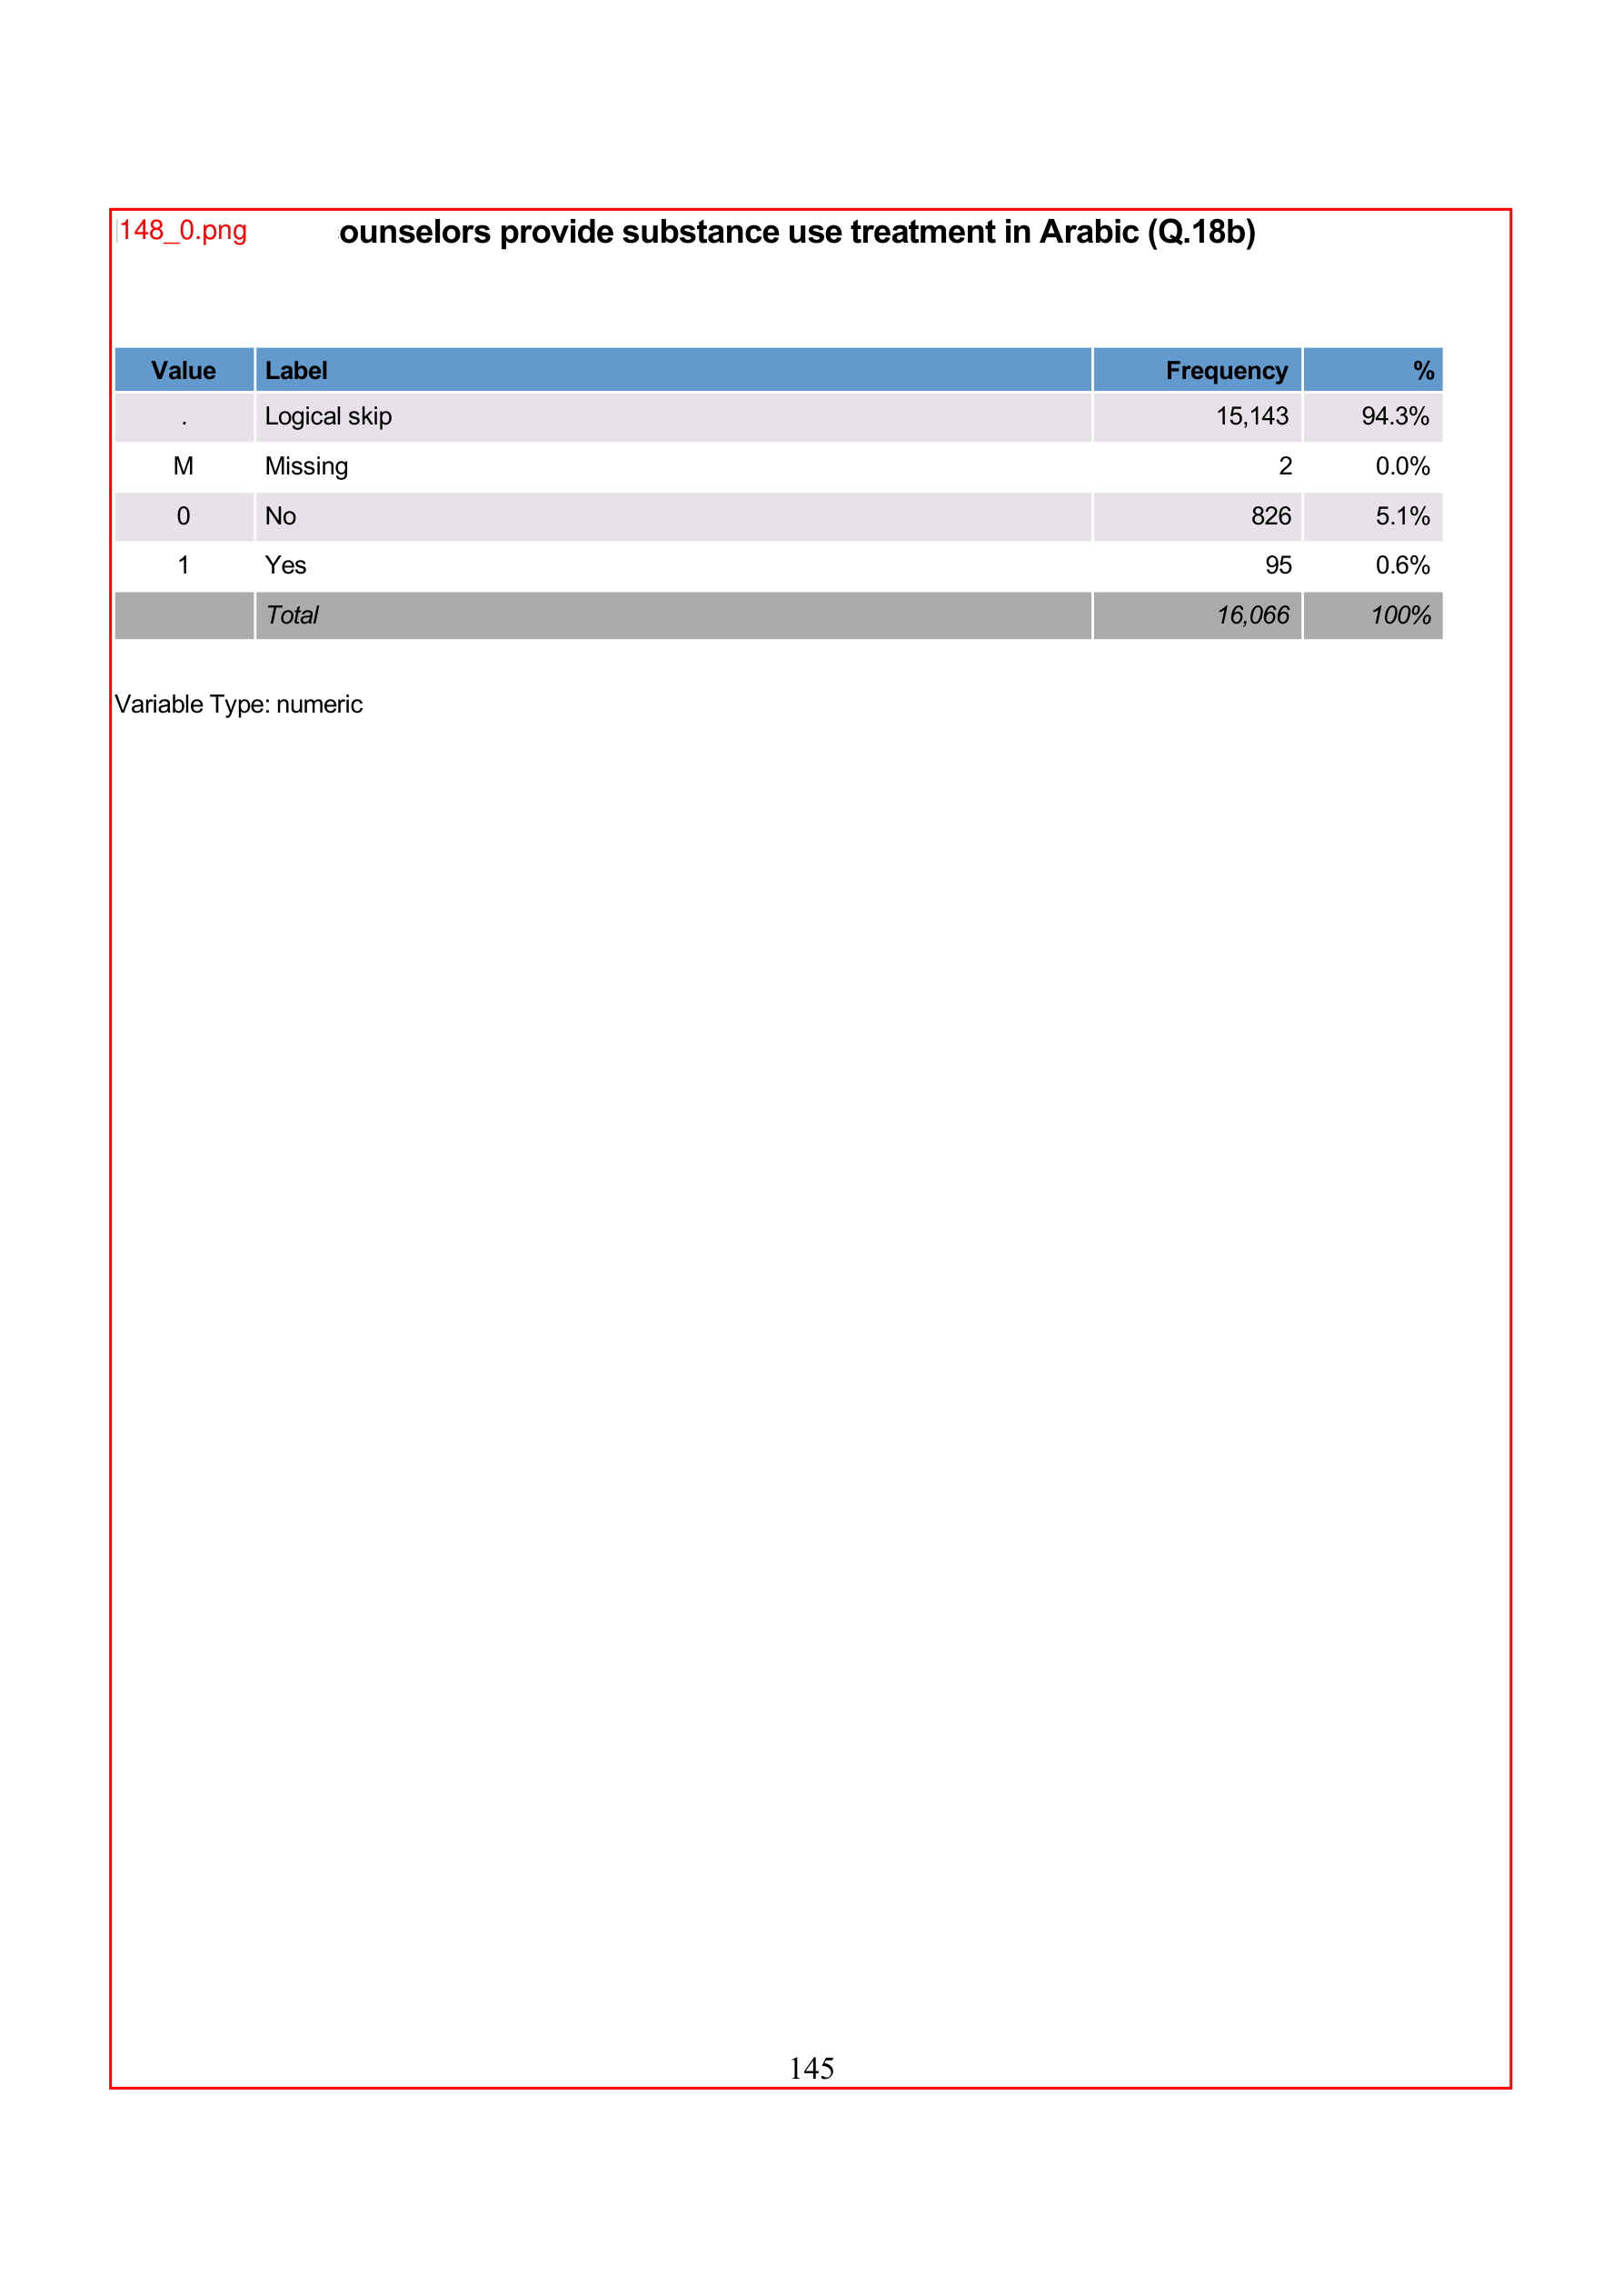 148_0.png
ounselors provide substance use treatment in Arabic (Q.18b)
Value Label Frequency %
. Logical skip 15,143 94.3%
M Missing 2 0.0%
0 No 826 5.1%
1 Yes 95 0.6%
Total 16,066 100%
Variable Type: numeric
145